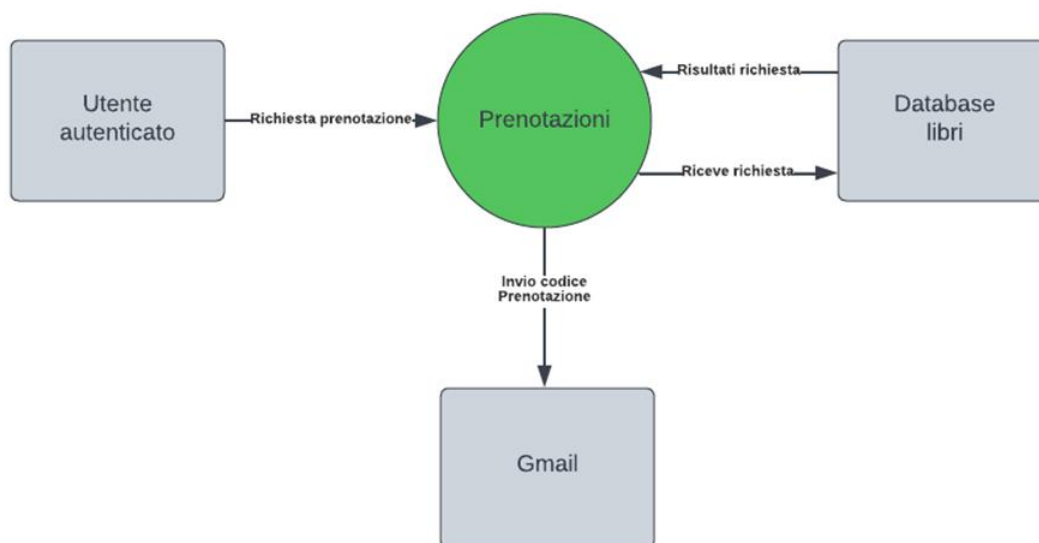 Utente
autenticato
Richiesta prenotazione
Prenotazioni
Risultati richiesta
Riceve richiesta
Database
libri
Invio codice
Prenotazione
Gmail